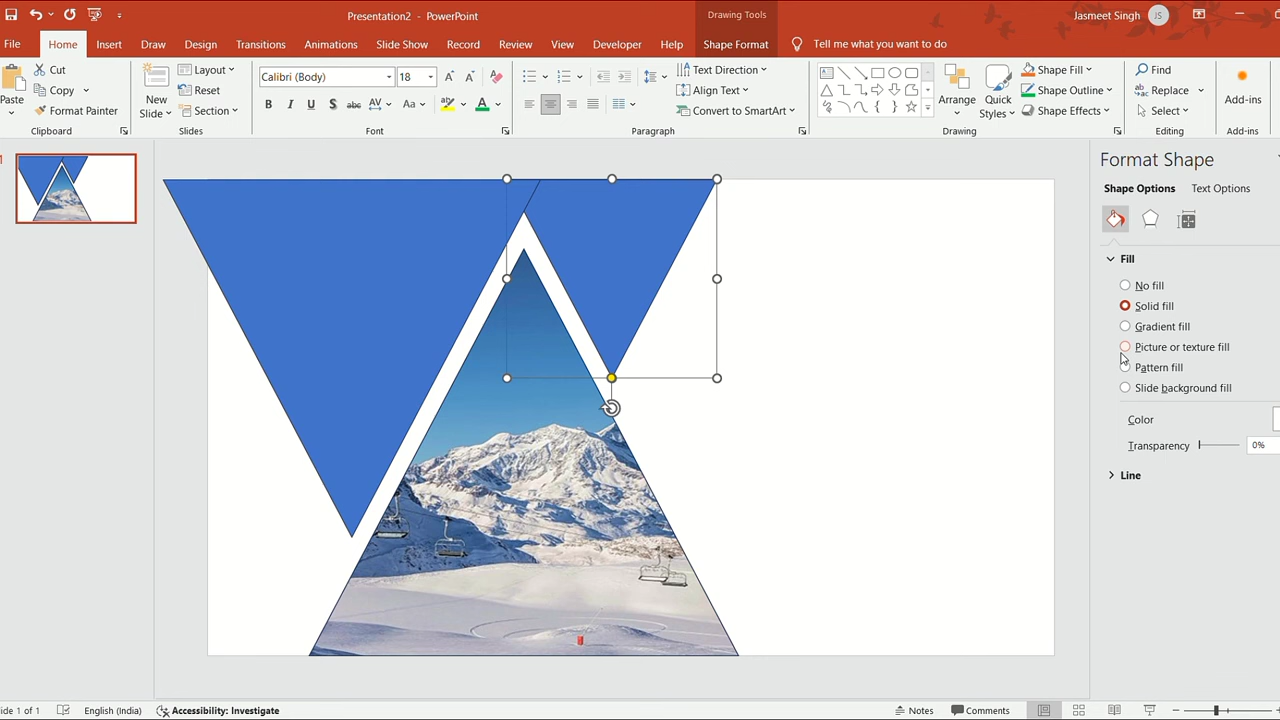 Presentation2 - PowerPoint
Drawing Tools
Jasmeet Singh
JS
File
Home
Insert
Draw
Design
Transitions
Animations
Slide Show
Record
Review
View
Developer
Help
Shape Format
Tell me what you want to do
Paste
Cut
Copy
Format Painter
Clipboard
New
Slide
Layout
Reset
Section
Slides
Calibri (Body)
18
B I U S abc AV
Aa
A
Font
Text Direction
Align Text
Convert to SmartArt
Paragraph
Arrange
Quick
Styles
Shape Fill
Shape Outline
Shape Effects
Drawing
Find
Replace
Select
Editing
Add-ins
Add-ins
1
Format Shape
Shape Options
Text Options
Fill
No fill
Solid fill
Gradient fill
Picture or texture fill
Pattern fill
Slide background fill
Color
Transparency
0%
Line
lide 1 of 1
English (India)
Accessibility: Investigate
Notes
Comments